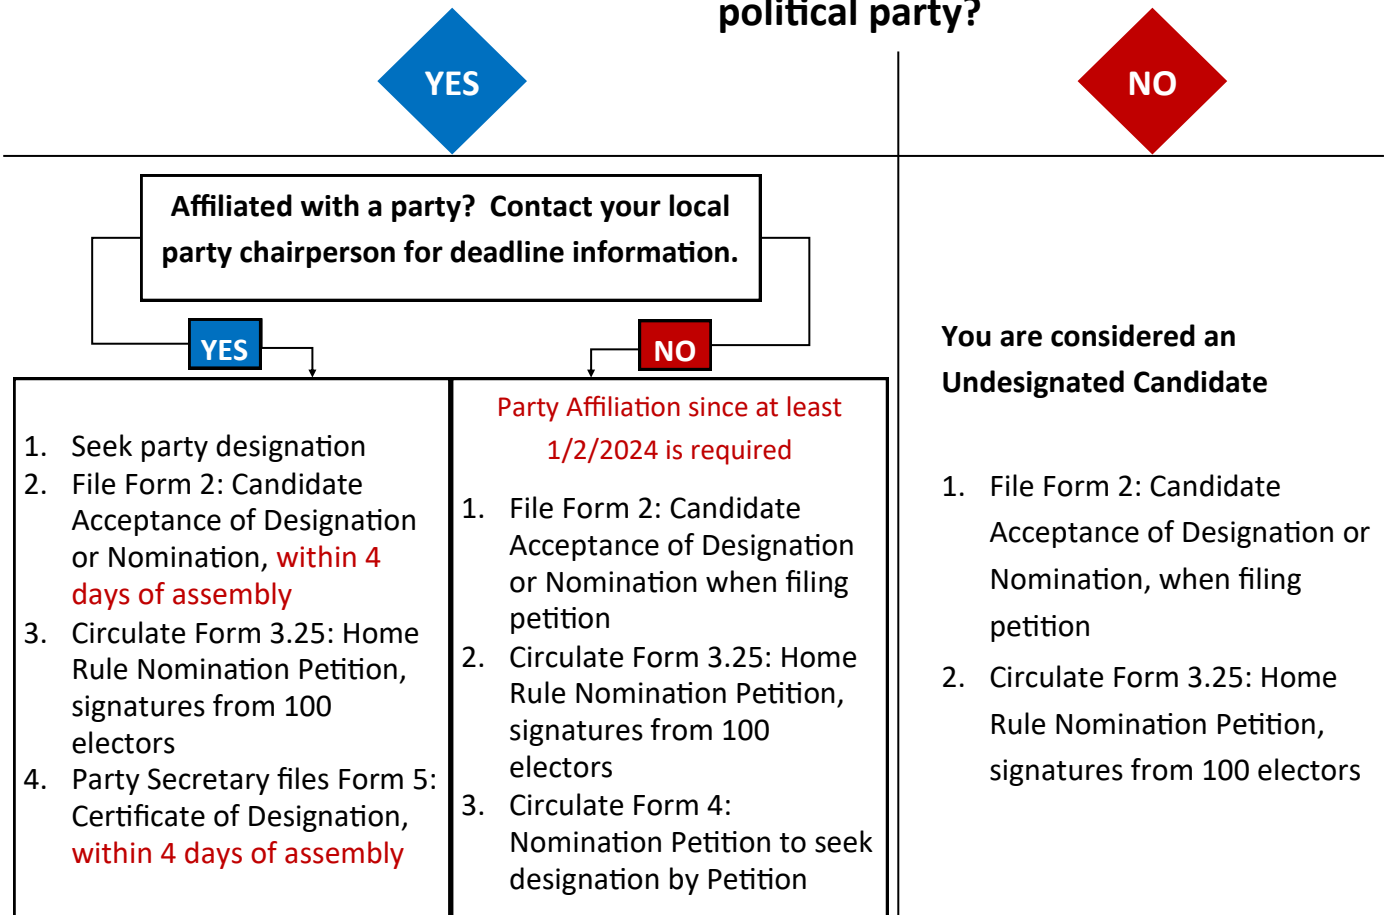 political party?
YES
NO
Affiliated with a party?  Contact your local
party chairperson for deadline information.
YES
NO
1. Seek party designation
2. File Form 2: Candidate
Acceptance of Designation
or Nomination, within 4
days of assembly
3. Circulate Form 3.25: Home
Rule Nomination Petition,
signatures from 100
electors
4. Party Secretary files Form 5:
Certificate of Designation,
within 4 days of assembly
Party Affiliation since at least
1/2/2024 is required
1. File Form 2: Candidate
Acceptance of Designation
or Nomination when filing
petition
2. Circulate Form 3.25: Home
Rule Nomination Petition,
signatures from 100
electors
3. Circulate Form 4:
Nomination Petition to seek
designation by Petition
You are considered an
Undesignated Candidate
1. File Form 2: Candidate
Acceptance of Designation or
Nomination, when filing
petition
2. Circulate Form 3.25: Home
Rule Nomination Petition,
signatures from 100 electors